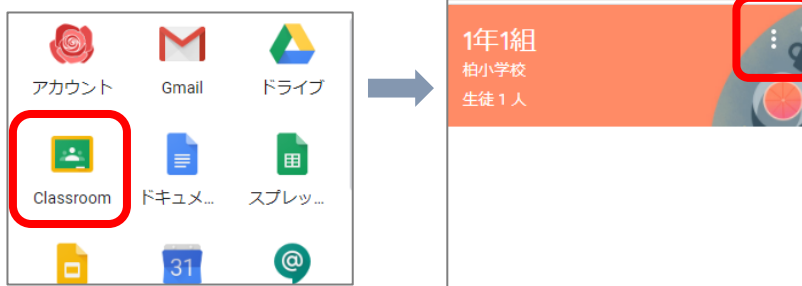 アカウント
Gmail
ドライブ
Classroom
ドキュメ...
スプレッ...
31
@
1年1組
柏小学校
生徒 1 人